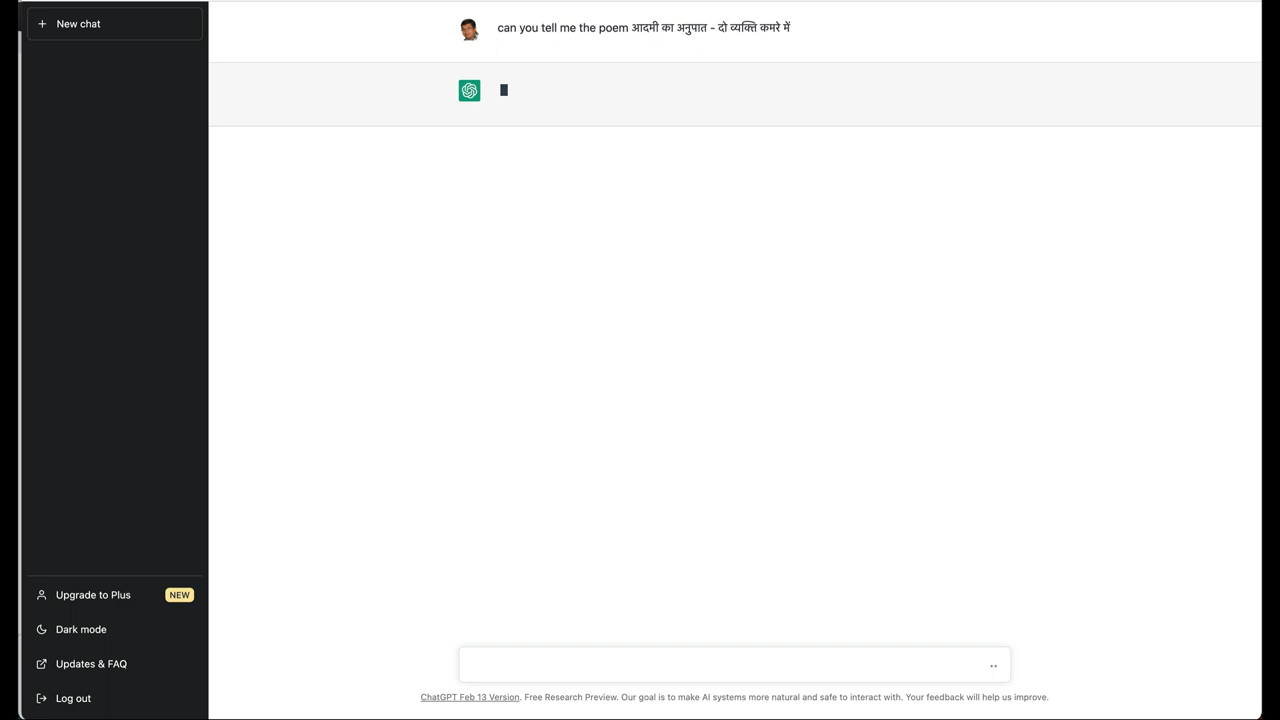 New chat
can you tell me the poem आदमी का अनुपात - दो व्यक्ति कमरे में
Upgrade to Plus NEW
Dark mode
Updates & FAQ
Log out
ChatGPT Feb 13 Version. Free Research Preview. Our goal is to make AI systems more natural and safe to interact with. Your feedback will help us improve.